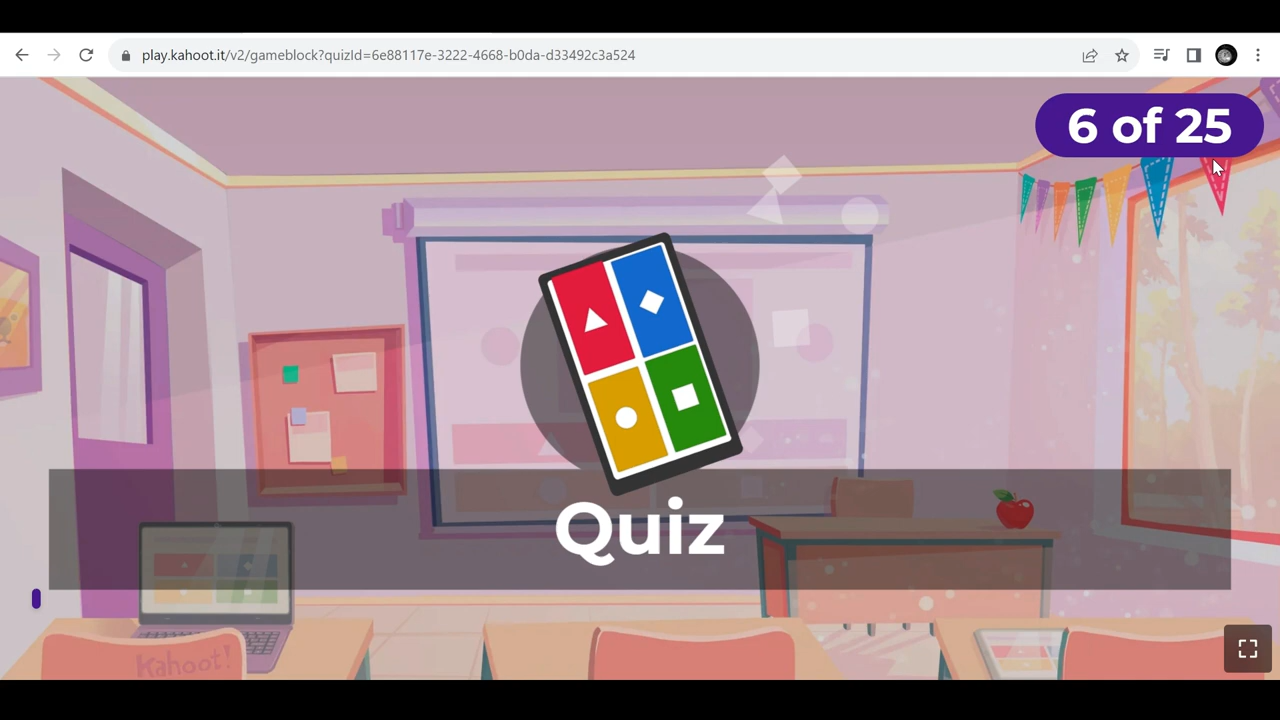 play.kahoot.it/v2/gameblock?quizId=6e88117e-3222-4668-b0da-d33492c3a524
6 of 25
Quiz
Kahoot!